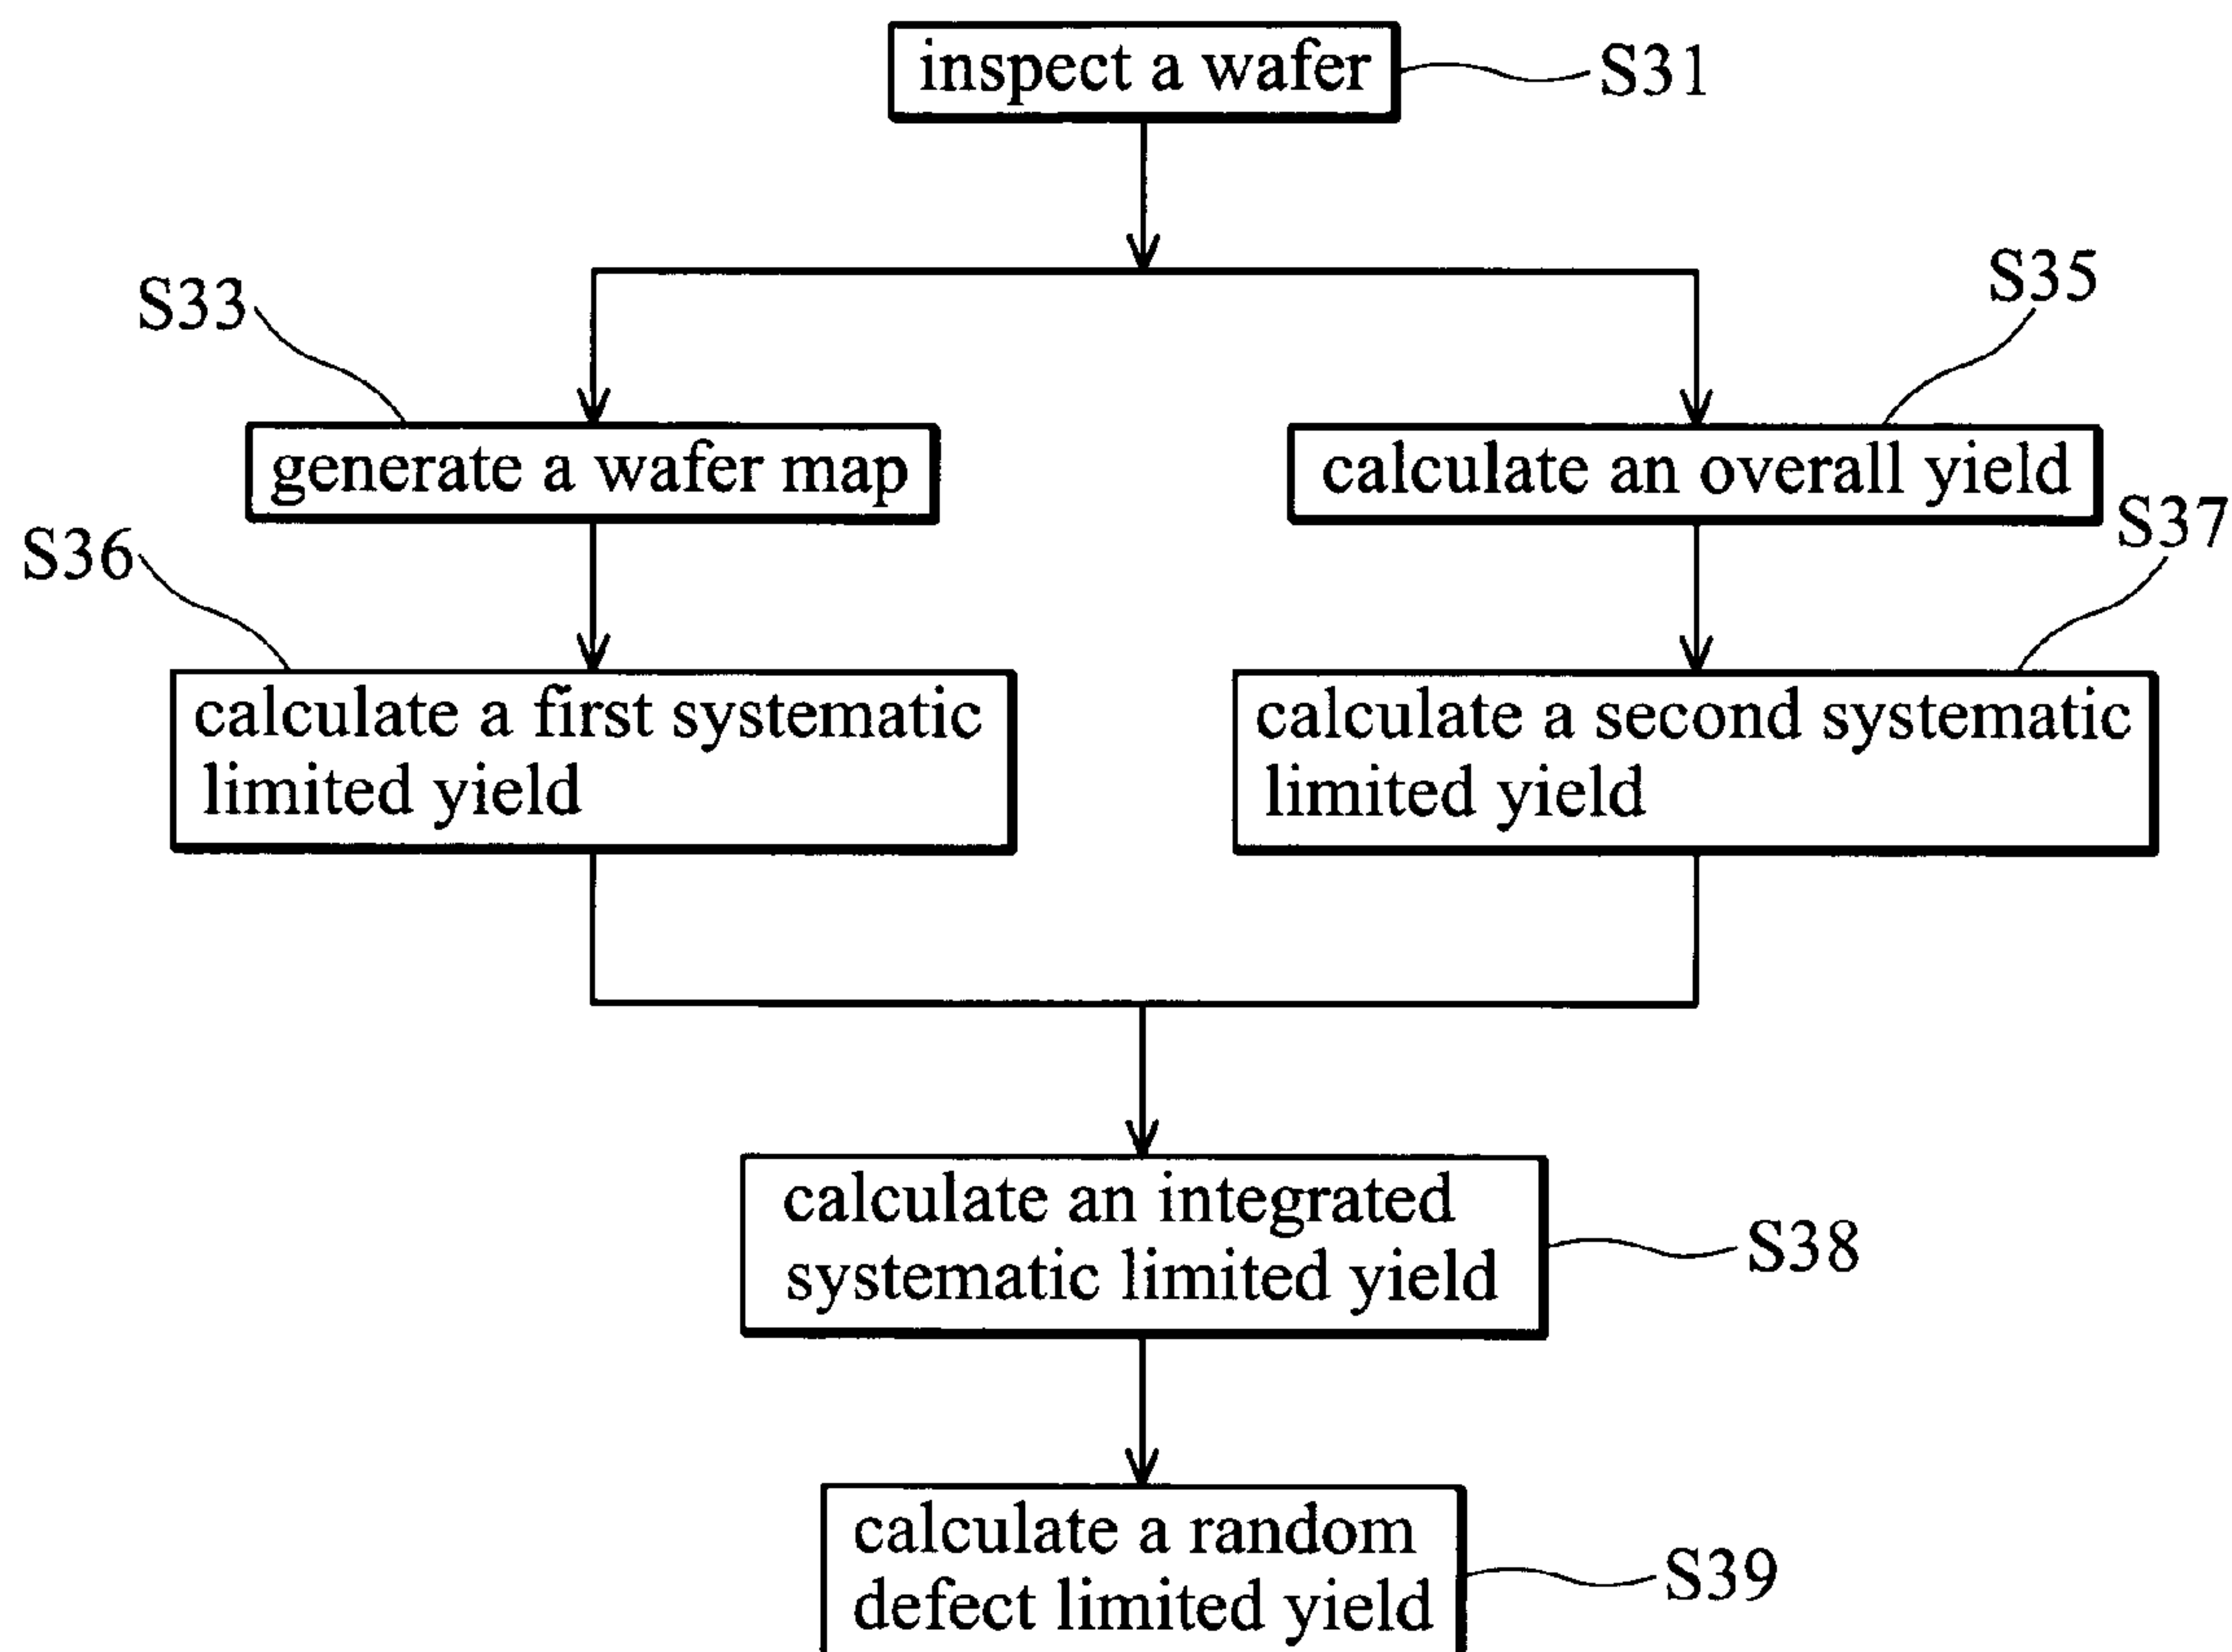 inspect a wafer
S31
S33
S35
generate a wafer map
calculate an overall yield
S36
S37
calculate a first systematic
limited yield
calculate a second systematic
limited yield
calculate an integrated
systematic limited yield
S38
calculate a random
defect limited yield
S39